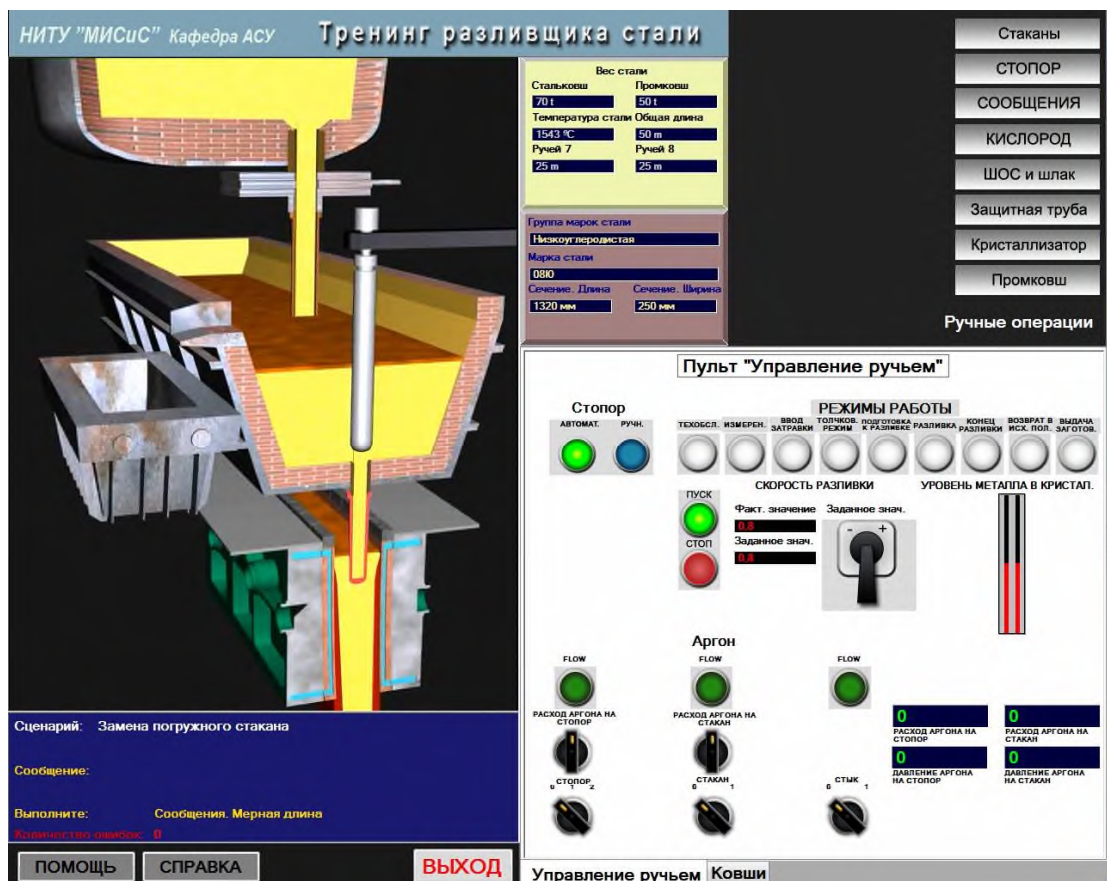 НИТУ "МИСиС" Кафедра АСУ Тренинг разливщика стали
Вес стали
Стальковш Промковш
70 t 50 t
Температура стали Общая длина
1543 ºC 50 m
Ручей 7 Ручей 8
25 m 25 m
Группа марок стали
Низкоуглеродистая
Марка стали
08Ю
Сечение. Длина Сечение. Ширина
1320 мм 250 мм
Стаканы
СТОПОР
СООБЩЕНИЯ
КИСЛОРОД
ШОС и шлак
Защитная труба
Кристаллизатор
Промковш
Ручные операции
Пульт "Управление ручьем"
Стопор
АВТОМАТ. РУЧН.
РЕЖИМЫ РАБОТЫ
ТЕХОБСЛ. ИЗМЕРЕН. ВВОД ЗАТРАВКИ ТОЛЧКОВ. РЕЖИМ ПОДГОТОВКА К РАЗЛИВКЕ РАЗЛИВКА КОНЕЦ РАЗЛИВКИ ВОЗВРАТ В ИСХ. ПОЛ. ВЫДАЧА ЗАГОТОВ.
СКОРОСТЬ РАЗЛИВКИ УРОВЕНЬ МЕТАЛЛА В КРИСТАЛ.
ПУСК
Факт. значение Заданное знач.
0,8 - +
СТОП Заданное знач.
0,8
Аргон
FLOW FLOW FLOW
РАСХОД АРГОНА НА СТОПОР
РАСХОД АРГОНА НА СТАКАН
0 0
РАСХОД АРГОНА НА СТОПОР
РАСХОД АРГОНА НА СТАКАН
0 0
ДАВЛЕНИЕ АРГОНА НА СТОПОР
ДАВЛЕНИЕ АРГОНА НА СТАКАН
СТОПОР СТАКАН СТЫК
0 1 2 0 1 0 1
Сценарий: Замена погружного стакана
Сообщение:
Выполните: Сообщения. Мерная длина
Количество ошибок: 0
ПОМОЩЬ СПРАВКА ВЫХОД
Управление ручьем Ковши